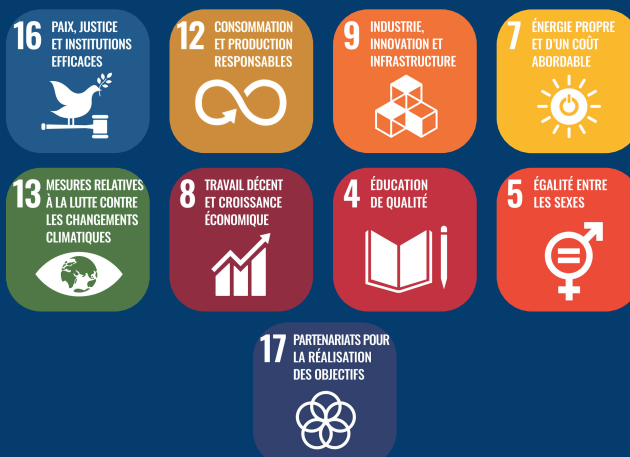 16 PAIX, JUSTICE
ET INSTITUTIONS
EFFICACES
12 CONSOMMATION
ET PRODUCTION
RESPONSABLES
9 INDUSTRIE,
INNOVATION ET
INFRASTRUCTURE
7 ÉNERGIE PROPRE
ET D'UN COÛT
ABORDABLE
13 MESURES RELATIVES
À LA LUTTE CONTRE
LES CHANGEMENTS
CLIMATIQUES
8 TRAVAIL DÉCENT
ET CROISSANCE
ÉCONOMIQUE
4 ÉDUCATION
DE QUALITÉ
5 ÉGALITÉ ENTRE
LES SEXES
17 PARTENARIATS POUR
LA RÉALISATION
DES OBJECTIFS